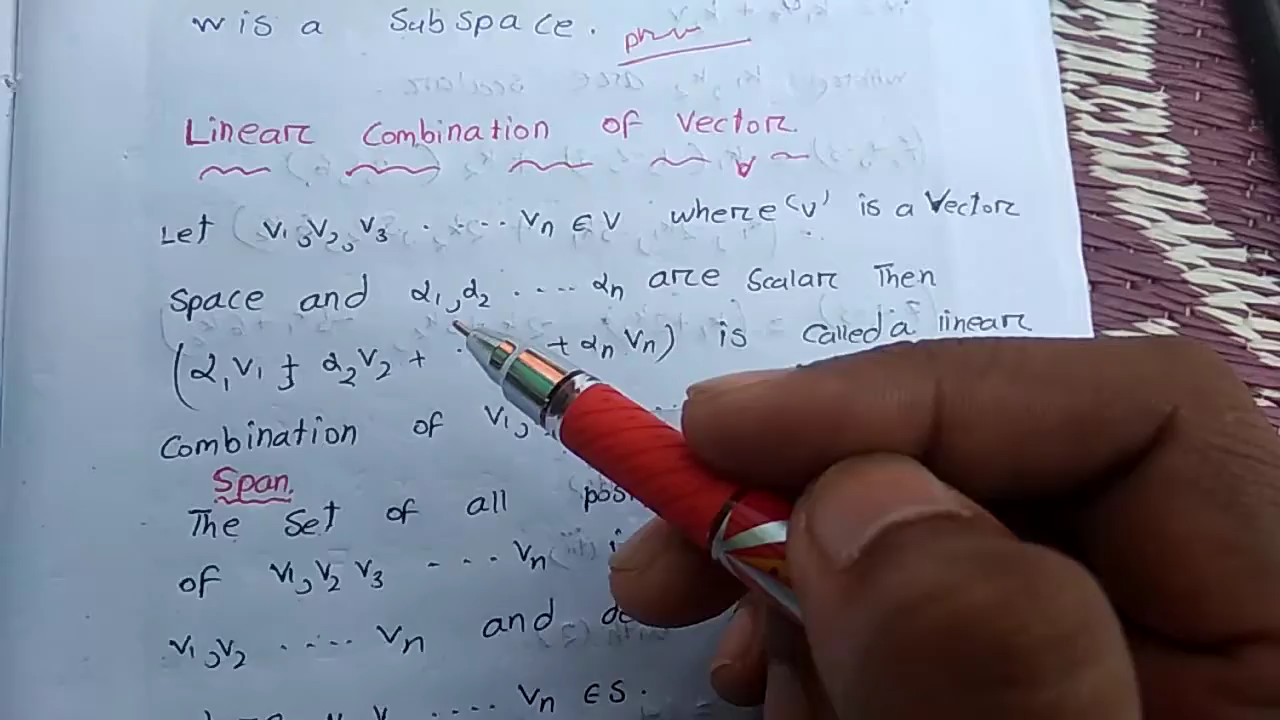 W is a Subspace.
Linear Combination of Vector
Let (V1, V2, V3 ..... Vn ∈ V where 'v' is a Vector
Space and α1, α2 .... αn are Scalar Then
(α1V1 + α2V2 + + αn Vn) is Called a linear
Combination of V1,
Span.
The Set of all
of V1, V2 V3 --- Vn
V1, V2 ..... Vn and
.... Vn ∈ S.